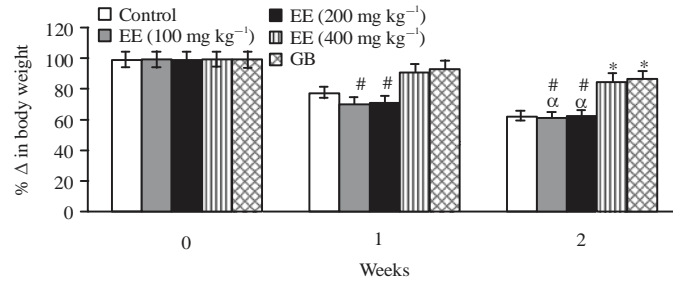 Control
EE (100 mg kg⁻¹)
EE (200 mg kg⁻¹)
EE (400 mg kg⁻¹)
GB
% Δ in body weight
120
100
80
60
40
20
0
# #
# #
α α
* *
0 1 2
Weeks